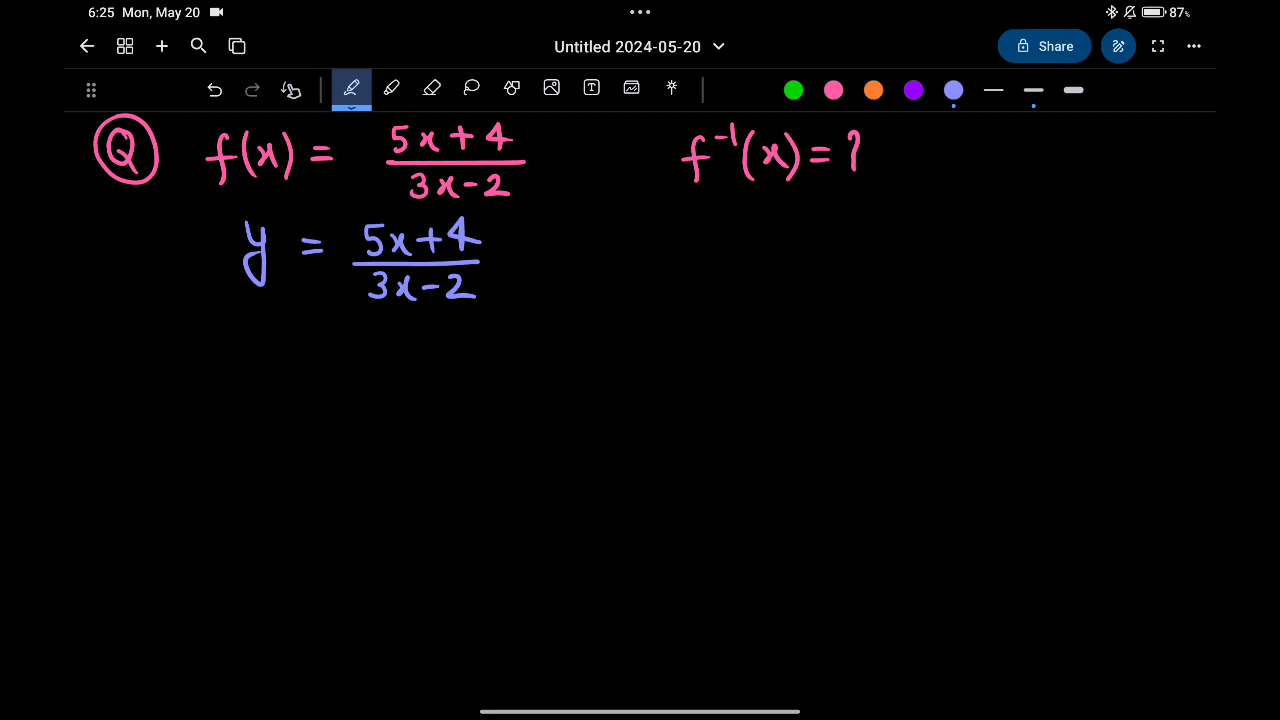 6:25 Mon, May 20 87%
Untitled 2024-05-20 Share
Q f(x) = (5x+4)/(3x-2) f⁻¹(x) = ?
y = (5x+4)/(3x-2)